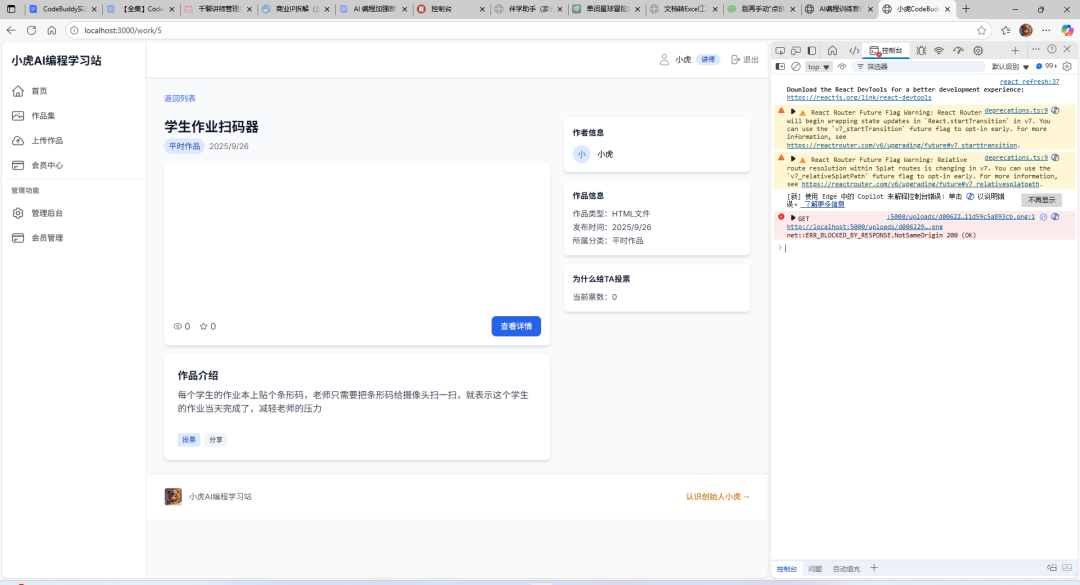 CodeBuddy实
【全集】Code
千聊讲师管理
商业IP拆解
AI 编程加强
控制台
伴学助手
单词星球冒险
文档转Excel工
别再手动"点
AI编程训练营
小虎CodeBud
localhost:3000/work/5
小虎AI编程学习站
首页
作品集
上传作品
会员中心
管理功能
管理后台
会员管理
小虎 讲师 退出
返回列表
学生作业扫码器
平时作品 2025/9/26
0 0 查看详情
作品介绍
每个学生的作业本上贴个条形码，老师只需要把条形码给摄像头扫一扫，就表示这个学生
的作业当天完成了，减轻老师的压力
投票 分享
作者信息
小 小虎
作品信息
作品类型：HTML文件
发布时间：2025/9/26
所属分类：平时作品
为什么给TA投票
当前票数：0
小虎AI编程学习站
认识创始人小虎 →
控制台
top 筛选器 默认级别 99+
react refresh:37
Download the React DevTools for a better development experience:
https://reactjs.org/link/react-devtools
React Router Future Flag Warning: React Router deprecations.ts:9
will begin wrapping state updates in `React.startTransition` in v7. You
can use the `v7_startTransition` future flag to opt-in early. For more
information, see
https://reactrouter.com/v6/upgrading/future#v7_starttransition.
React Router Future Flag Warning: Relative deprecations.ts:9
route resolution within Splat routes is changing in v7. You can use the
`v7_relativeSplatPath` future flag to opt-in early. For more information,
see https://reactrouter.com/v6/upgrading/future#v7_relativesplatpath.
[新] 使用 Edge 中的 Copilot 来解释控制台错误: 单击 以说明错
误。 了解更多信息 不再显示
GET :5000/uploads/d00622…11d59c5a893cb.png:1
http://localhost:5000/uploads/d006229….png
net::ERR_BLOCKED_BY_RESPONSE.NotSameOrigin 200 (OK)
控制台 问题 自动填充